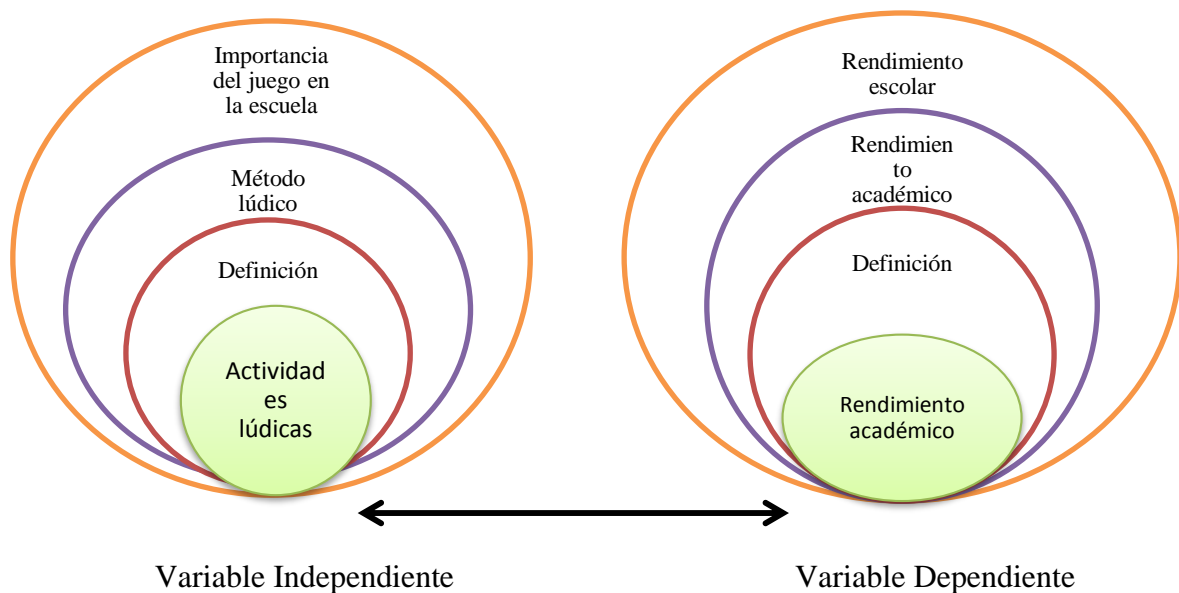 Importancia
del juego en
la escuela
Método
lúdico
Definición
Actividad
es
lúdicas
Rendimiento
escolar
Rendimien
to
académico
Definición
Rendimiento
académico
Variable Independiente
Variable Dependiente